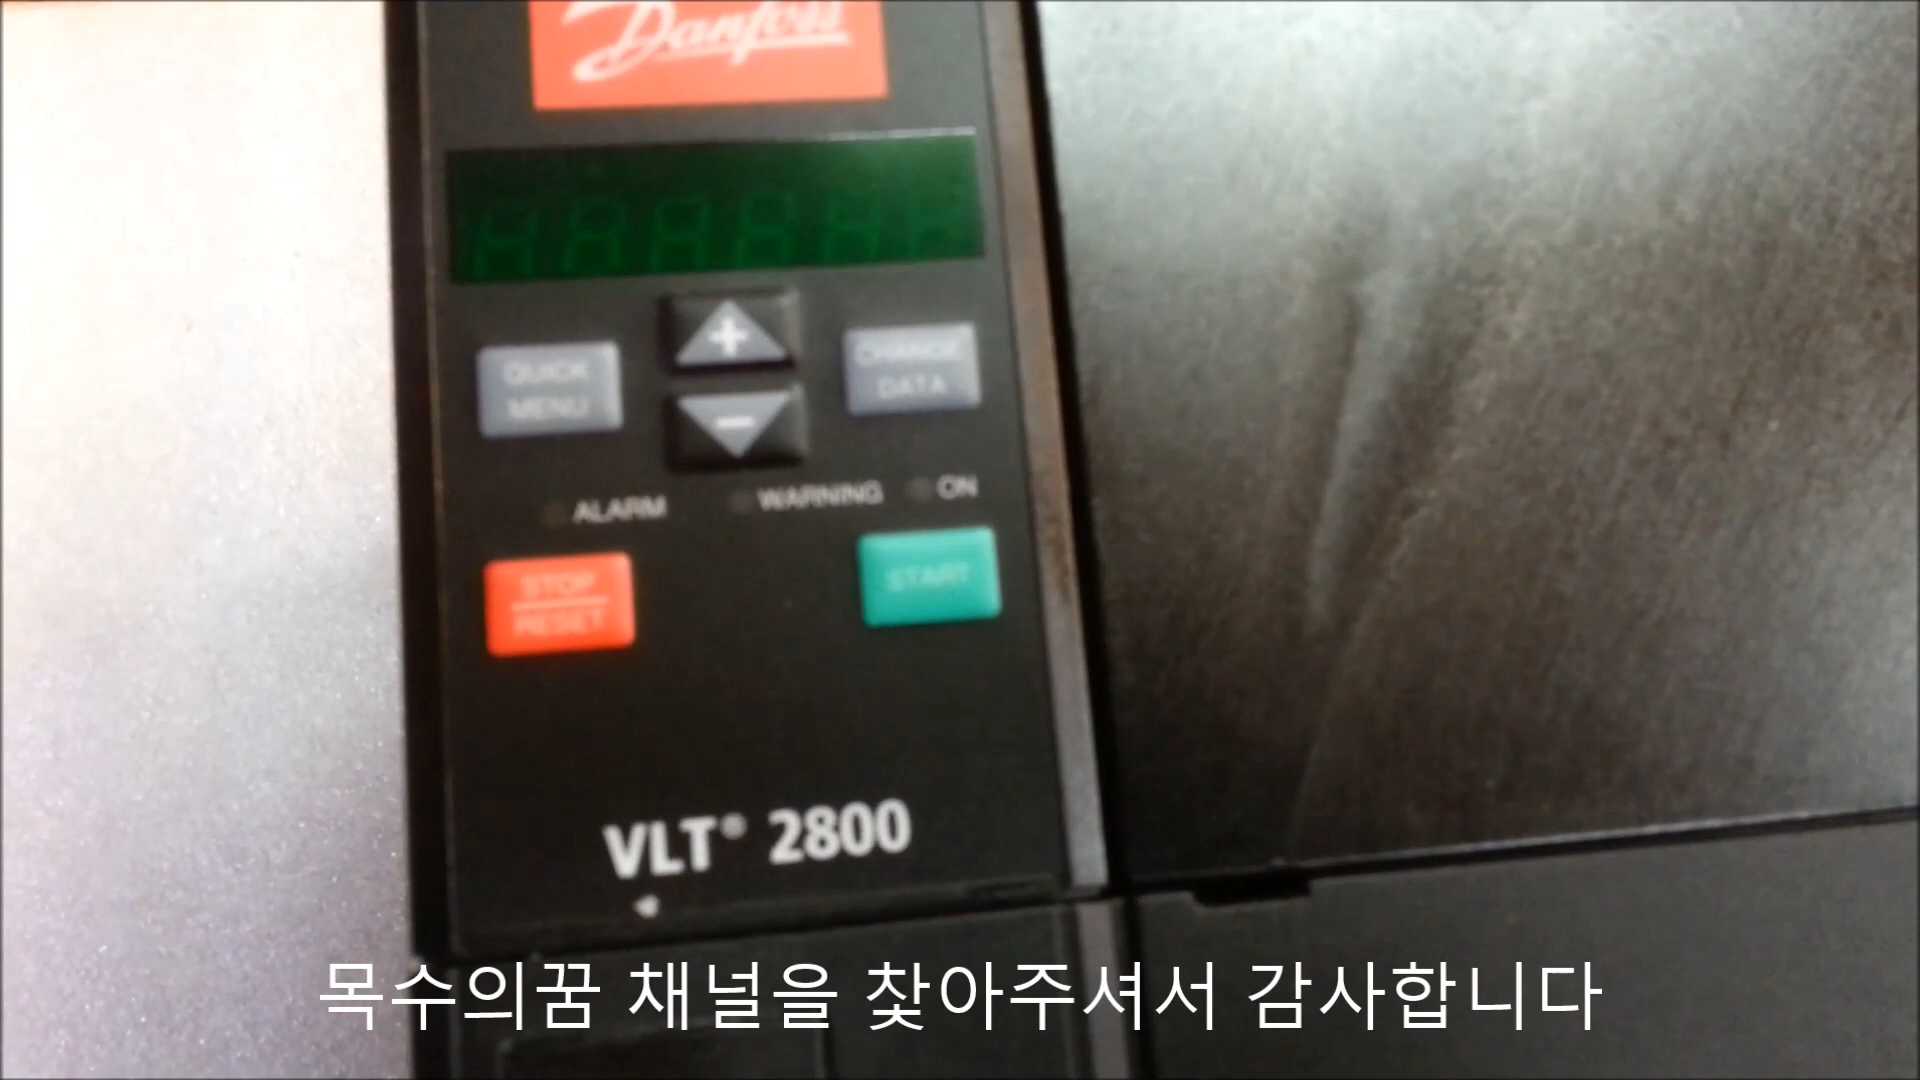 Danfoss
QUICK
MENU
+
-
CHANGE
DATA
ALARM
WARNING
ON
STOP
RESET
START
VLT® 2800
목수의꿈 채널을 찾아주셔서 감사합니다